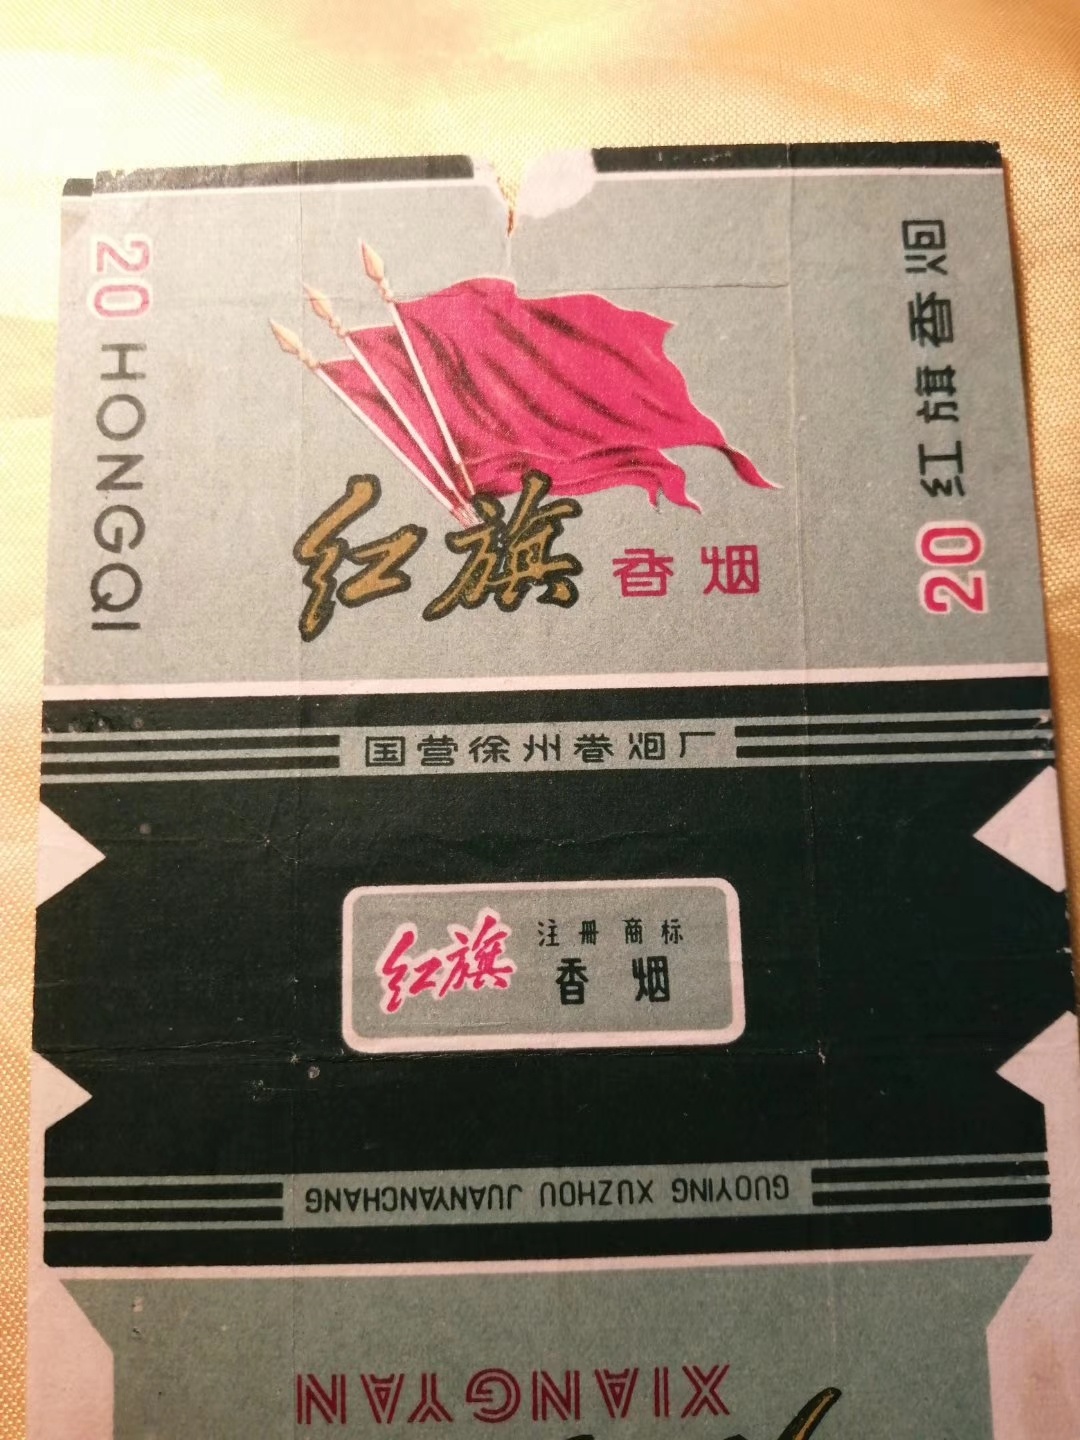 20 HONGQI
红旗 香烟
20 红旗香烟
国营徐州卷烟厂
红旗 注册商标
香烟
GUOYING XUZHOU JUANYANCHANG
XIANGYAN